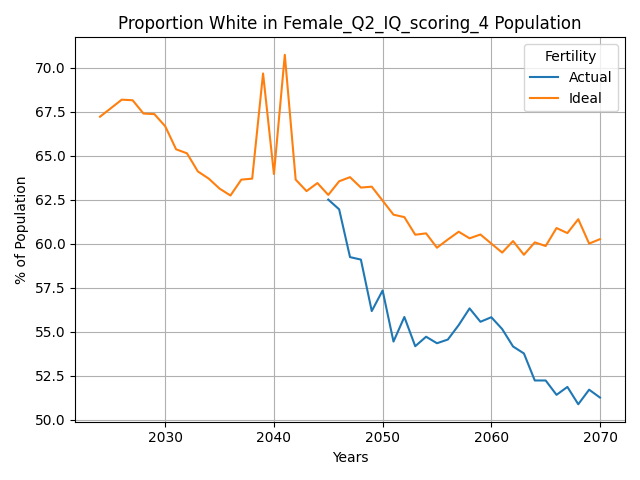 Proportion White in Female_Q2_IQ_scoring_4 Population
Fertility
Actual
Ideal
70.0
67.5
65.0
62.5
60.0
57.5
55.0
52.5
50.0
% of Population
2030
2040
2050
2060
2070
Years